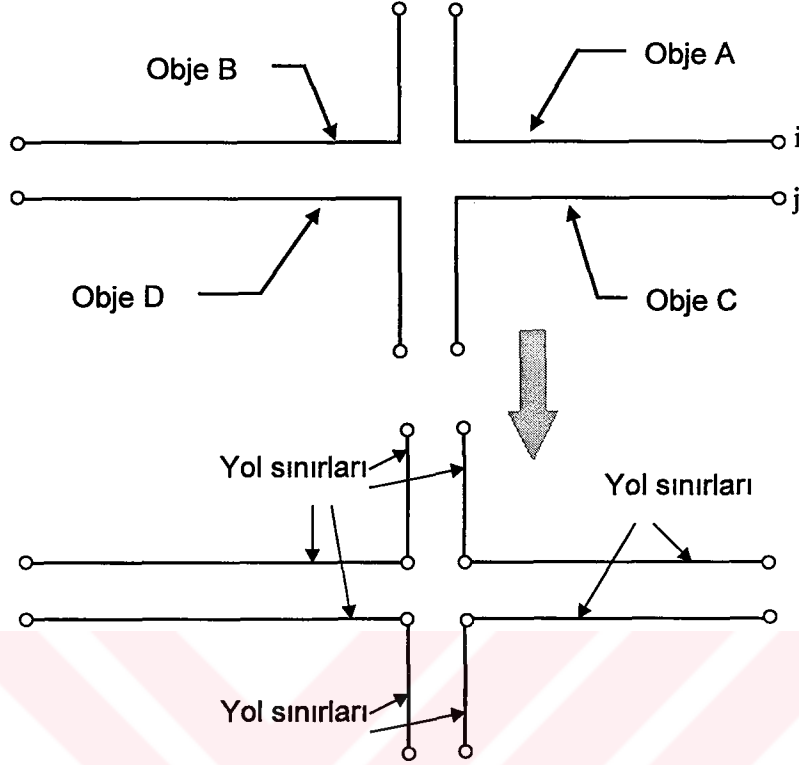 Obje B
Obje A
i
j
Obje D
Obje C
Yol sınırları
Yol sınırları
Yol sınırları